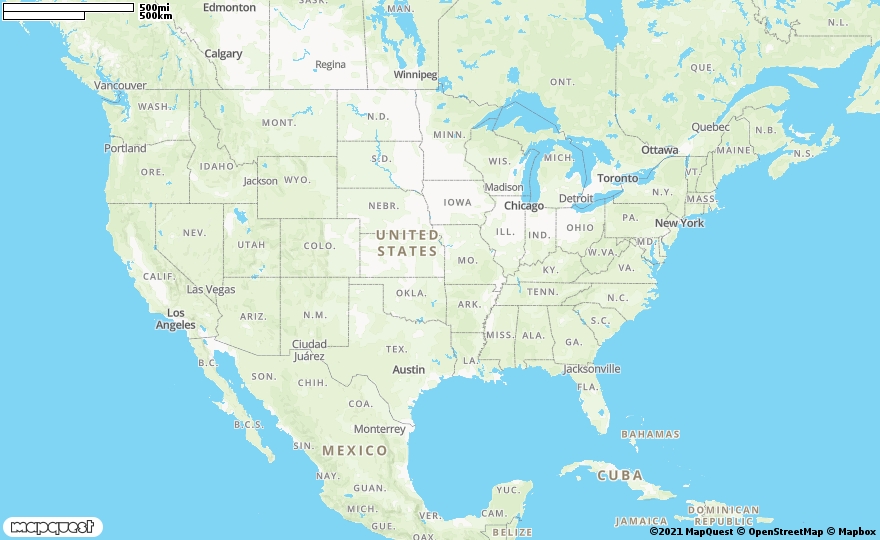 500mi
500km
Edmonton
SASK.
MAN.
N.L.
Calgary
Regina
Winnipeg
ONT.
QUE.
Vancouver
WASH.
MONT.
N.D.
MINN.
Quebec
N.B.
Portland
ORE.
IDAHO
Jackson
WYO.
S.D.
WIS.
MICH.
Ottawa
MAINE
N.S.
Toronto
VT.
Madison
Detroit
N.Y.
MASS
NEBR.
IOWA
Chicago
PA.
New York
NEV.
UTAH
COLO.
UNITED
STATES
ILL.
IND.
OHIO
MD.
W.VA.
VA.
CALIF.
Las Vegas
MO.
KY.
Los
Angeles
ARIZ.
N.M.
OKLA.
ARK.
TENN.
N.C.
S.C.
MISS.
ALA.
GA.
Ciudad
Juárez
TEX.
Austin
LA.
Jacksonville
FLA.
B.C.
SON.
CHIH.
COA.
B.C.S.
Monterrey
BAHAMAS
SIN.
MEXICO
CUBA
NAY.
GUAN.
YUC.
MICH.
VER.
CAM.
GUE.
OAX.
BELIZE
JAMAICA
DOMINICAN
REPUBLIC
mapquest
©2021 MapQuest © OpenStreetMap © Mapbox